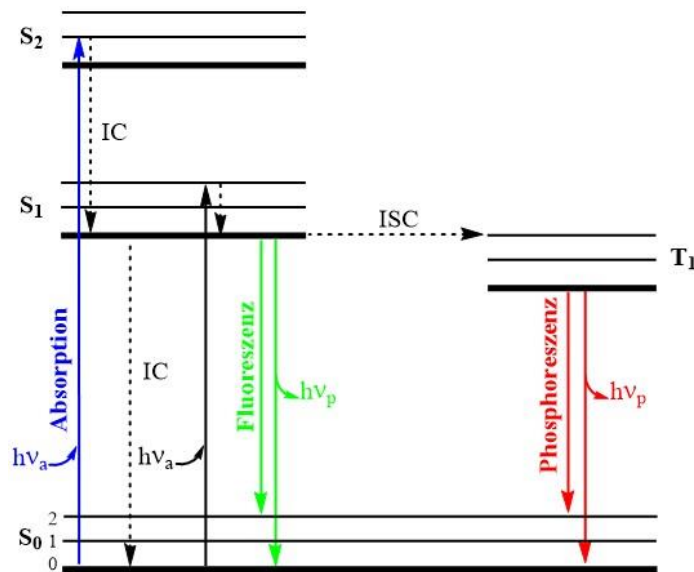 S2
IC
S1
ISC
T1
Absorption
IC
Fluoreszenz
hνp
Phosphoreszenz
hνp
hνa
hνa
2
S0 1
0